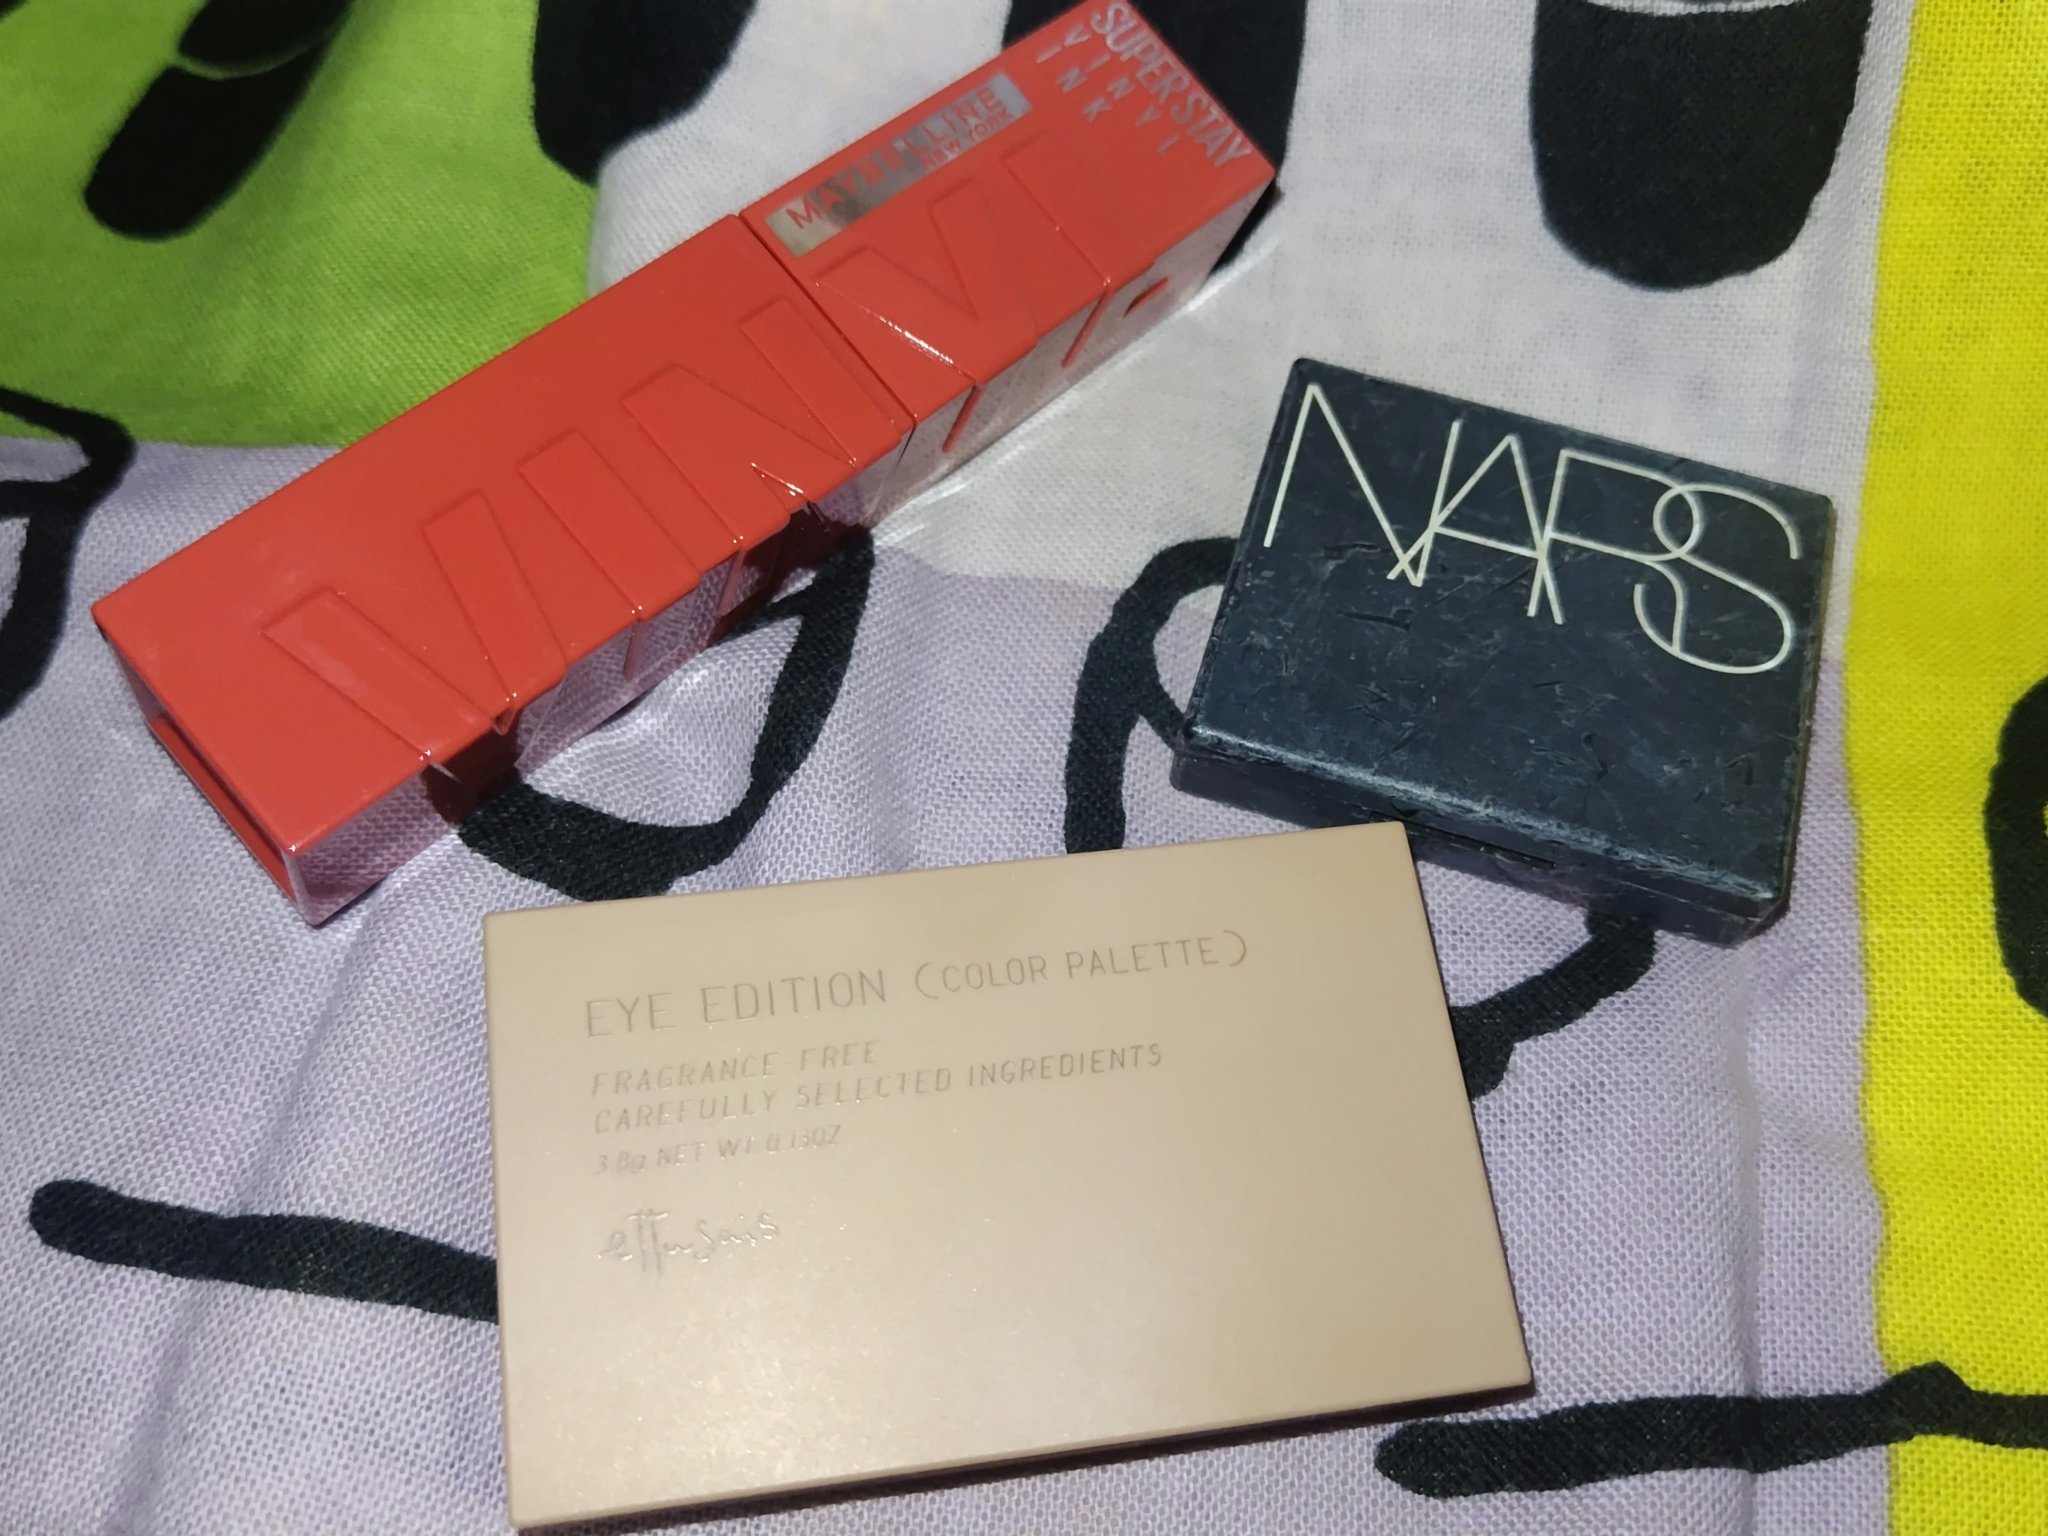 SUPER STAY
VINYL
INK
MAYBELLINE
NEW YORK
VINYL
NARS
EYE EDITION (COLOR PALETTE)
FRAGRANCE-FREE
CAREFULLY SELECTED INGREDIENTS
3.8g NET WT.0.13OZ
ettusais